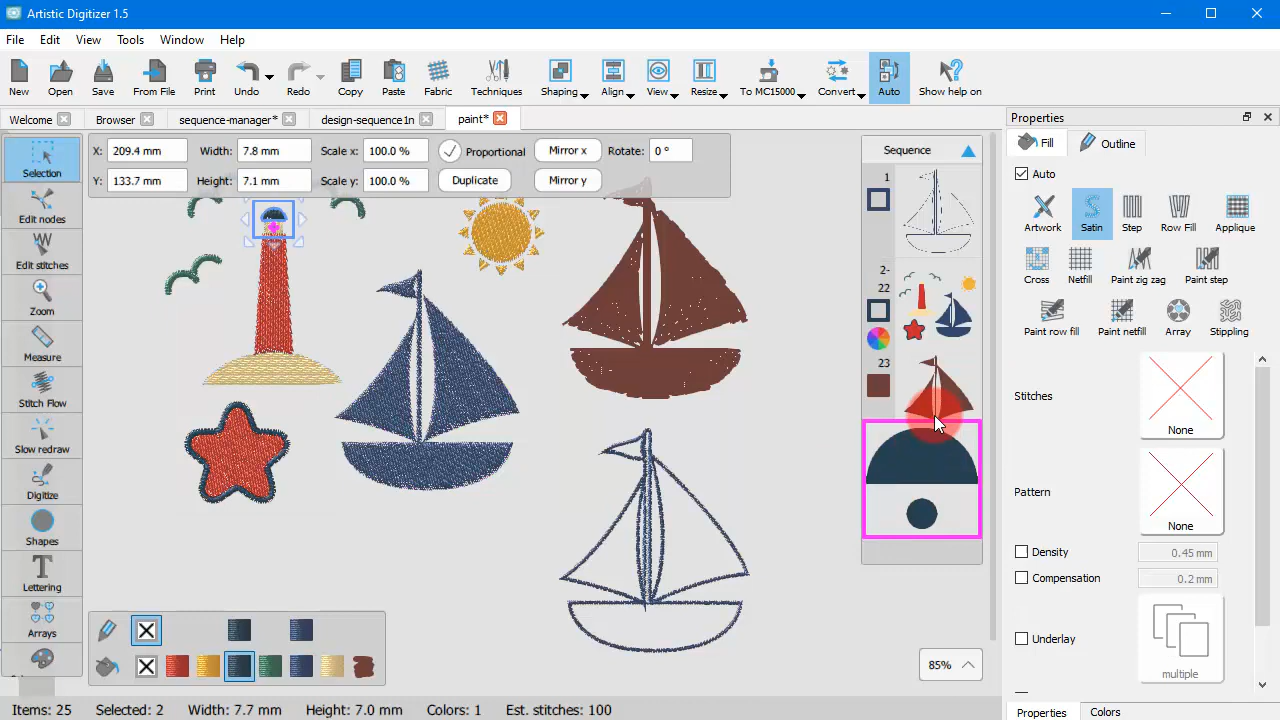 Artistic Digitizer 1.5
File Edit View Tools Window Help
New Open Save From File Print Undo Redo Copy Paste Fabric Techniques Shaping Align View Resize To MC15000 Convert Auto Show help on
Welcome Browser sequence-manager* design-sequence1n paint*
X: 209.4 mm Width: 7.8 mm Scale x: 100.0 % Proportional Mirror x Rotate: 0 °
Y: 133.7 mm Height: 7.1 mm Scale y: 100.0 % Duplicate Mirror y
Selection
Edit nodes
Edit stitches
Zoom
Measure
Stitch Flow
Slow redraw
Digitize
Shapes
Lettering
Arrays
Sequence
1
2-
22
23
85%
Properties
Fill Outline
Auto
Artwork Satin Step Row Fill Applique
Cross Netfill Paint zig zag Paint step
Paint row fill Paint netfill Array Stippling
Stitches
None
Pattern
None
Density 0.45 mm
Compensation 0.2 mm
Underlay
multiple
Properties Colors
Items: 25 Selected: 2 Width: 7.7 mm Height: 7.0 mm Colors: 1 Est. stitches: 100